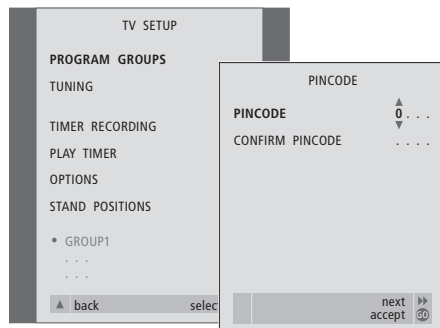 TV SETUP
PROGRAM GROUPS
TUNING
TIMER RECORDING
PLAY TIMER
OPTIONS
STAND POSITIONS
• GROUP1
. . .
. . .
back selec
PINCODE
PINCODE 0 . . .
CONFIRM PINCODE . . . .
next
accept GO